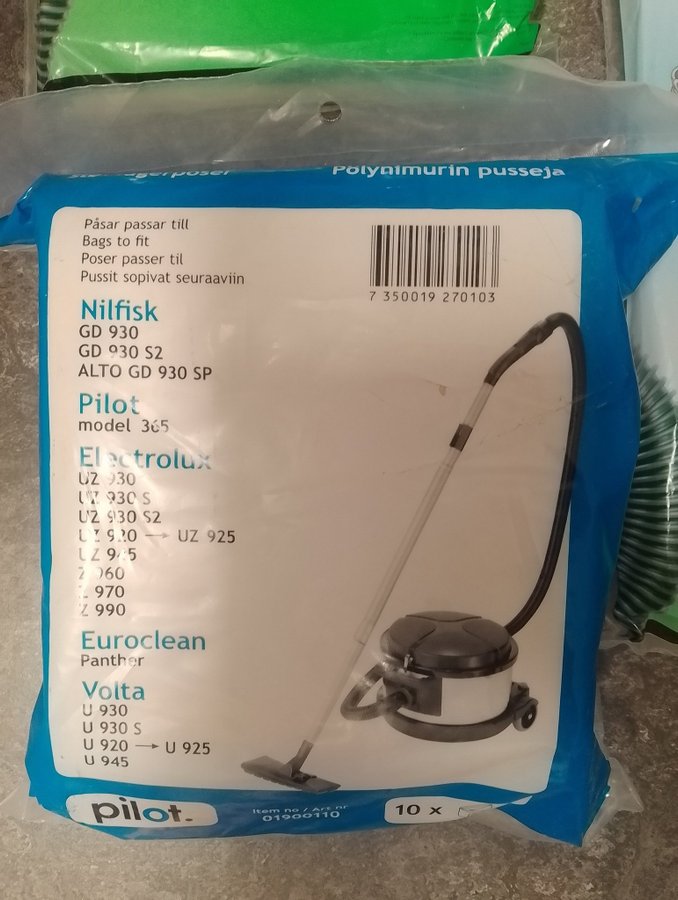 Polynimurin pusseja
Påsar passar till
Bags to fit
Poser passer til
Pussit sopivat seuraaviin
7 350019 270103
Nilfisk
GD 930
GD 930 S2
ALTO GD 930 SP
Pilot
model 365
Electrolux
UZ 930
UZ 930 S
UZ 930 S2
UZ 920 → UZ 925
UZ 945
Z 960
Z 970
Z 990
Euroclean
Panther
Volta
U 930
U 930 S
U 920 → U 925
U 945
pilot.
Item no / Art nr
01900110
10 x